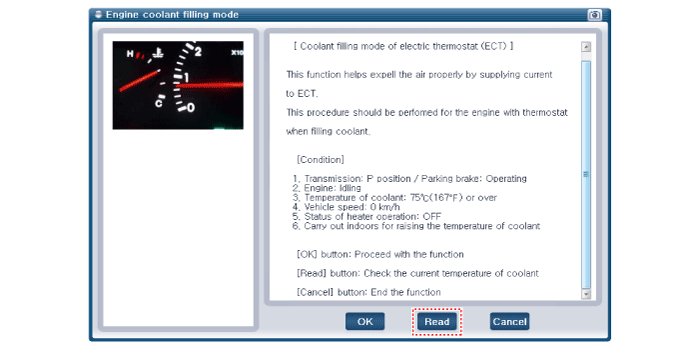 Engine coolant filling mode
H
2
X10
1
C
0
[ Coolant filling mode of electric thermostat (ECT) ]
This function helps expell the air properly by supplying current
to ECT.
This procedure should be perfomed for the engine with thermostat
when filling coolant.
[Condition]
1. Transmission: P position / Parking brake: Operating
2. Engine: Idling
3. Temperature of coolant: 75℃(167℉) or over
4. Vehicle speed: 0 km/h
5. Status of heater operation: OFF
6. Carry out indoors for raising the temperature of coolant
[OK] button: Proceed with the function
[Read] button: Check the current temperature of coolant
[Cancel] button: End the function
OK
Read
Cancel